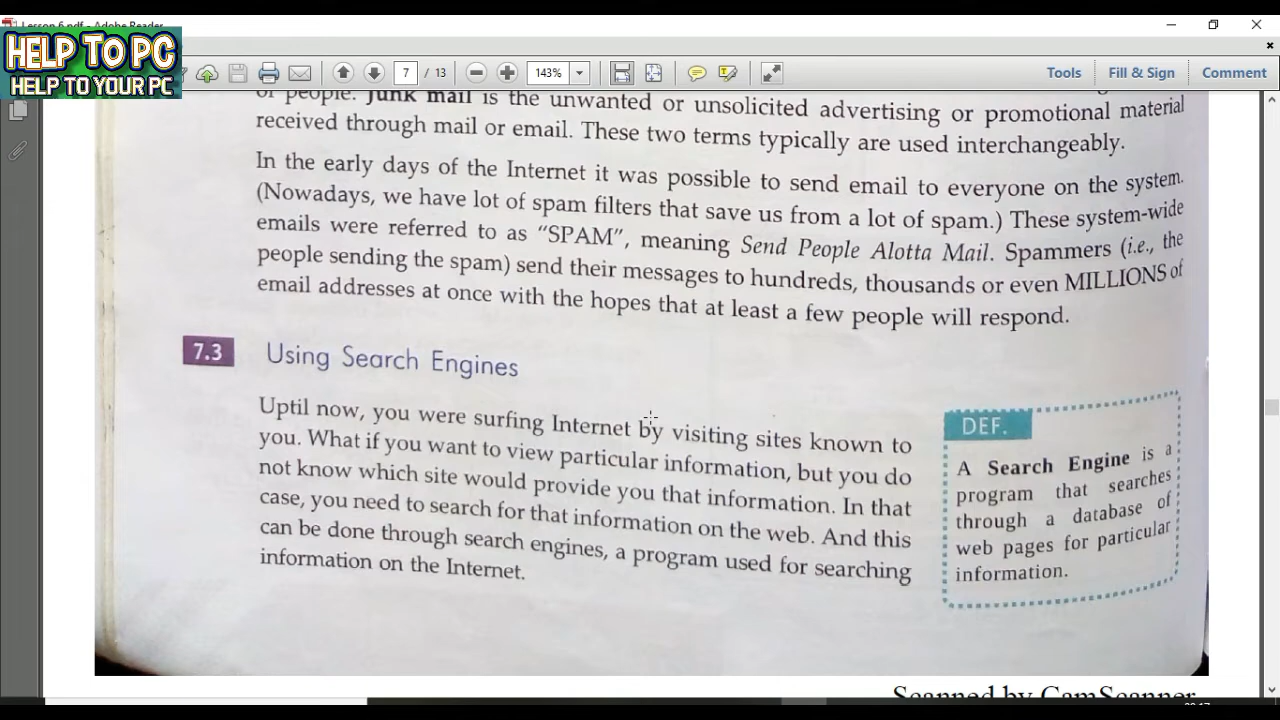 Lesson 6.pdf - Adobe Reader
HELP TO PC
HELP TO YOUR PC
7 / 13
143%
Tools
Fill & Sign
Comment
of people. Junk mail is the unwanted or unsolicited advertising or promotional material
received through mail or email. These two terms typically are used interchangeably.
In the early days of the Internet it was possible to send email to everyone on the system.
(Nowadays, we have lot of spam filters that save us from a lot of spam.) These system-wide
emails were referred to as “SPAM”, meaning Send People Alotta Mail. Spammers (i.e., the
people sending the spam) send their messages to hundreds, thousands or even MILLIONS of
email addresses at once with the hopes that at least a few people will respond.
7.3 Using Search Engines
Uptil now, you were surfing Internet by visiting sites known to
you. What if you want to view particular information, but you do
not know which site would provide you that information. In that
case, you need to search for that information on the web. And this
can be done through search engines, a program used for searching
information on the Internet.
DEF.
A Search Engine is a
program that searches
through a database of
web pages for particular
information.
Scanned by CamScanner